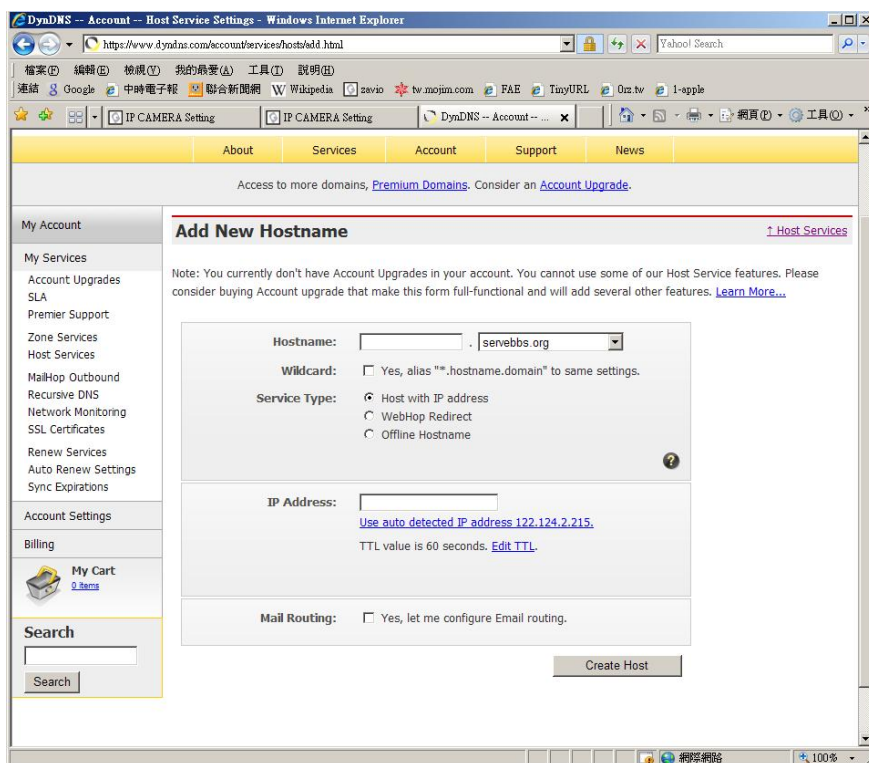 DynDNS -- Account -- Host Service Settings - Windows Internet Explorer
https://www.dyndns.com/account/services/hosts/add.html
Yahoo! Search
檔案(F) 編輯(E) 檢視(V) 我的最愛(A) 工具(T) 說明(H)
連結 Google 中時電子報 聯合新聞網 Wikipedia zavio tw.mojim.com FAE TinyURL 0rz.tw 1-apple
IP CAMERA Setting IP CAMERA Setting DynDNS -- Account -- ... 網頁(P) 工具(O)
About Services Account Support News
Access to more domains, Premium Domains. Consider an Account Upgrade.
My Account
My Services
Account Upgrades
SLA
Premier Support
Zone Services
Host Services
MailHop Outbound
Recursive DNS
Network Monitoring
SSL Certificates
Renew Services
Auto Renew Settings
Sync Expirations
Account Settings
Billing
My Cart
0 items
Search
Search
Add New Hostname
↑ Host Services
Note: You currently don't have Account Upgrades in your account. You cannot use some of our Host Service features. Please
consider buying Account upgrade that make this form full-functional and will add several other features. Learn More...
Hostname: . servebbs.org
Wildcard: Yes, alias "*.hostname.domain" to same settings.
Service Type: Host with IP address
WebHop Redirect
Offline Hostname
IP Address:
Use auto detected IP address 122.124.2.215.
TTL value is 60 seconds. Edit TTL.
Mail Routing: Yes, let me configure Email routing.
Create Host
網際網路 100%